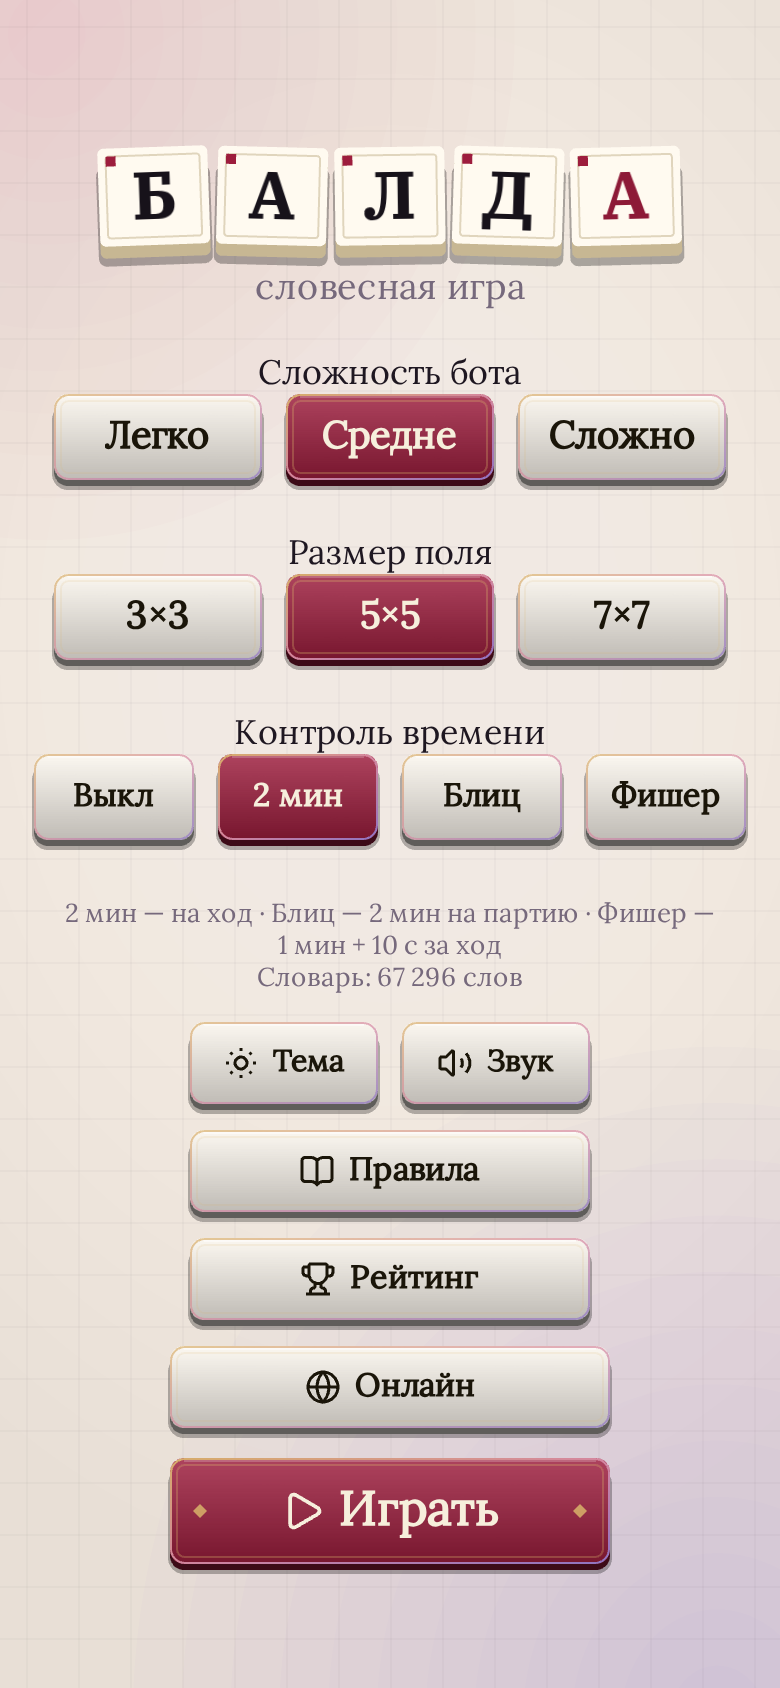 БАЛДА
словесная игра
Сложность бота
Легко Средне Сложно
Размер поля
3×3 5×5 7×7
Контроль времени
Выкл 2 мин Блиц Фишер
2 мин — на ход · Блиц — 2 мин на партию · Фишер —
1 мин + 10 с за ход
Словарь: 67 296 слов
Тема Звук
Правила
Рейтинг
Онлайн
Играть